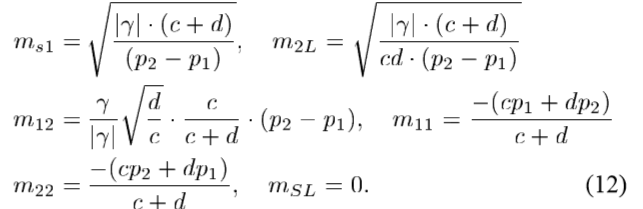 m_{s1} = \sqrt{\frac{|\gamma| \cdot (c + d)}{(p_2 - p_1)}}, \quad m_{2L} = \sqrt{\frac{|\gamma| \cdot (c + d)}{cd \cdot (p_2 - p_1)}}
m_{12} = \frac{\gamma}{|\gamma|} \sqrt{\frac{d}{c}} \cdot \frac{c}{c + d} \cdot (p_2 - p_1), \quad m_{11} = \frac{-(cp_1 + dp_2)}{c + d}
m_{22} = \frac{-(cp_2 + dp_1)}{c + d}, \quad m_{SL} = 0. \quad (12)